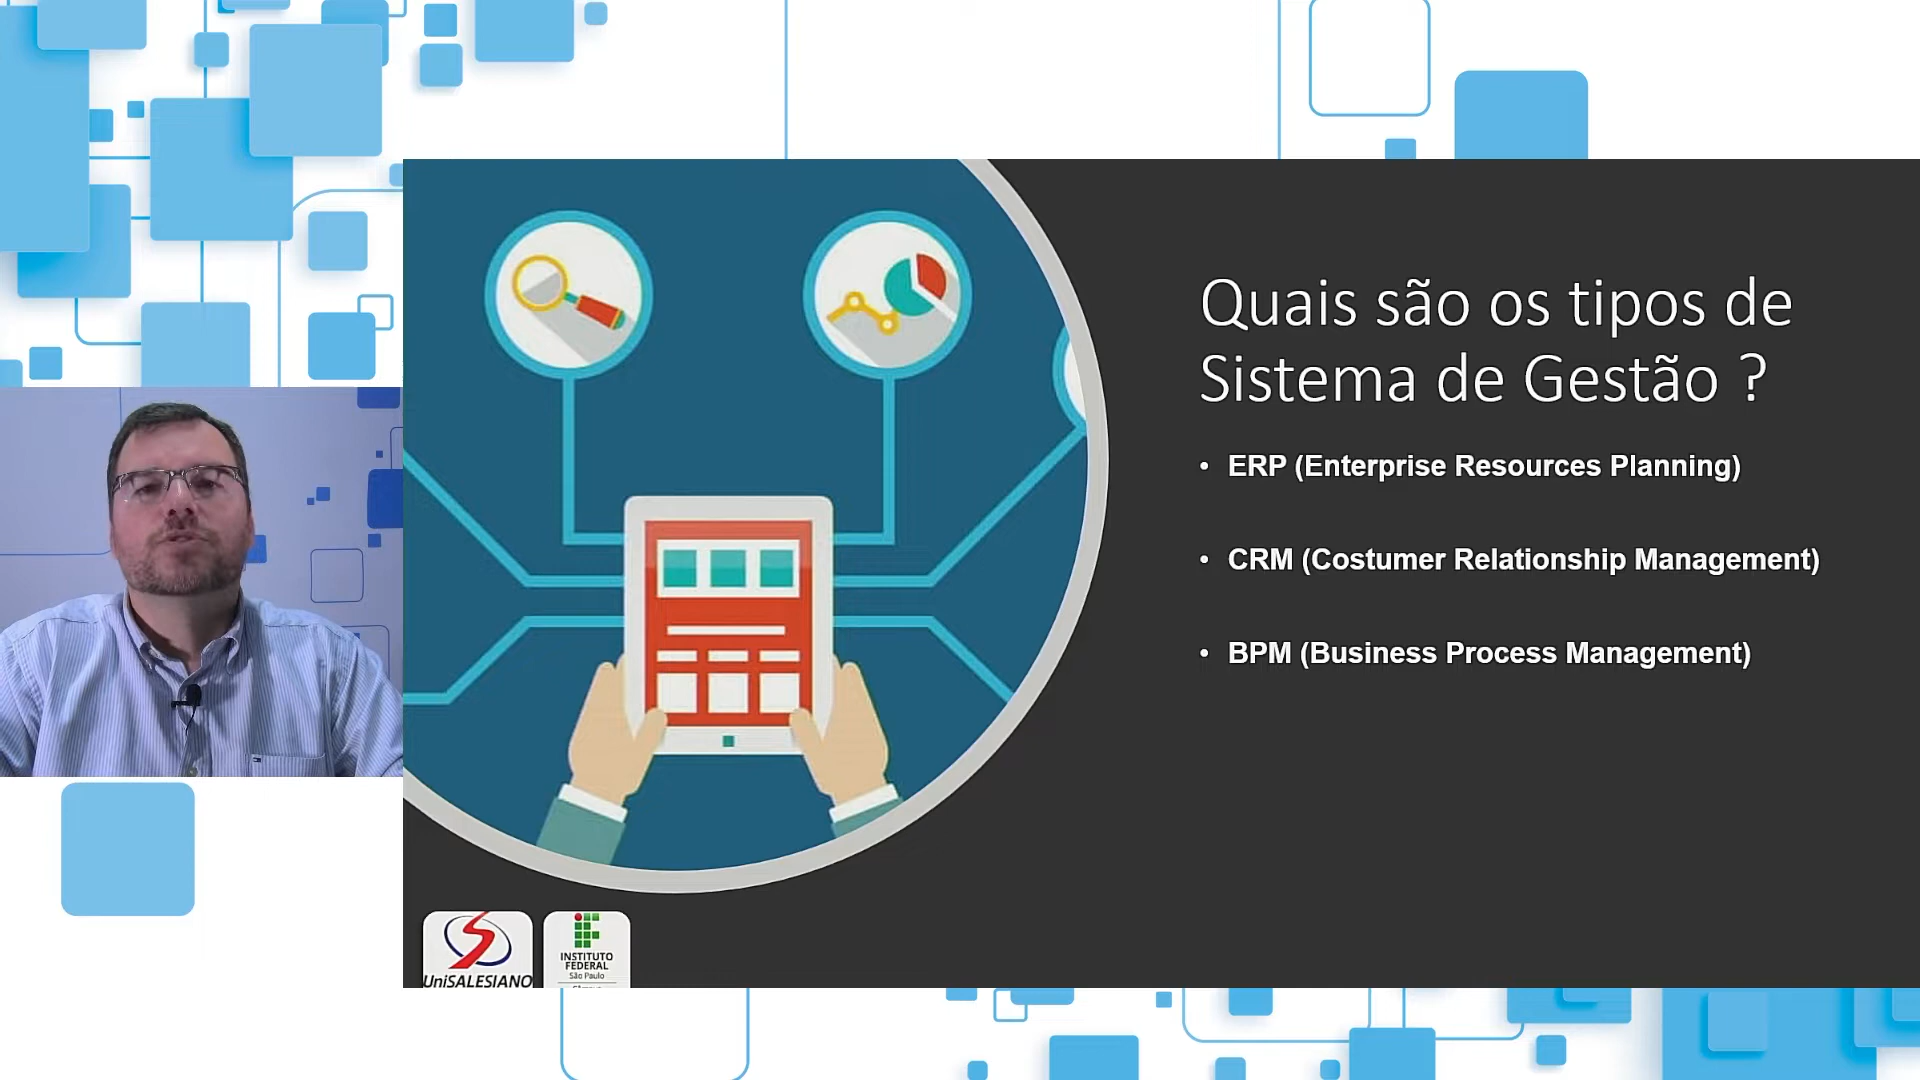 Quais são os tipos de
Sistema de Gestão ?
• ERP (Enterprise Resources Planning)
• CRM (Costumer Relationship Management)
• BPM (Business Process Management)
UniSALESIANO
INSTITUTO
FEDERAL
São Paulo